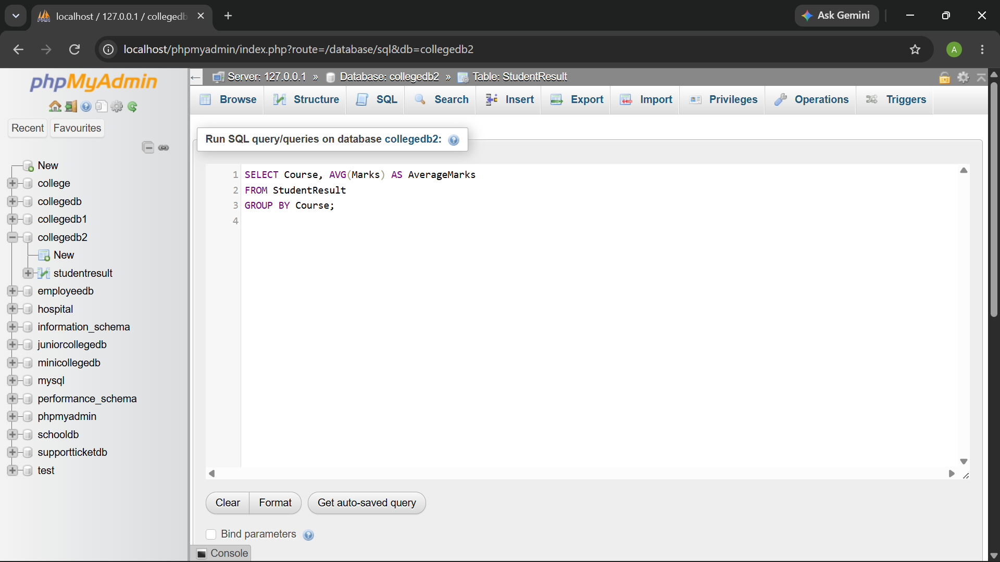 localhost / 127.0.0.1 / collegedb
Ask Gemini
localhost/phpmyadmin/index.php?route=/database/sql&db=collegedb2
A
phpMyAdmin
Recent
Favourites
New
college
collegedb
collegedb1
collegedb2
New
studentresult
employeedb
hospital
information_schema
juniorcollegedb
minicollegedb
mysql
performance_schema
phpmyadmin
schooldb
supportticketdb
test
Server: 127.0.0.1 » Database: collegedb2 » Table: StudentResult
Browse Structure SQL Search Insert Export Import Privileges Operations Triggers
Run SQL query/queries on database collegedb2:
1 SELECT Course, AVG(Marks) AS AverageMarks
2 FROM StudentResult
3 GROUP BY Course;
4
Clear Format Get auto-saved query
Bind parameters
Console